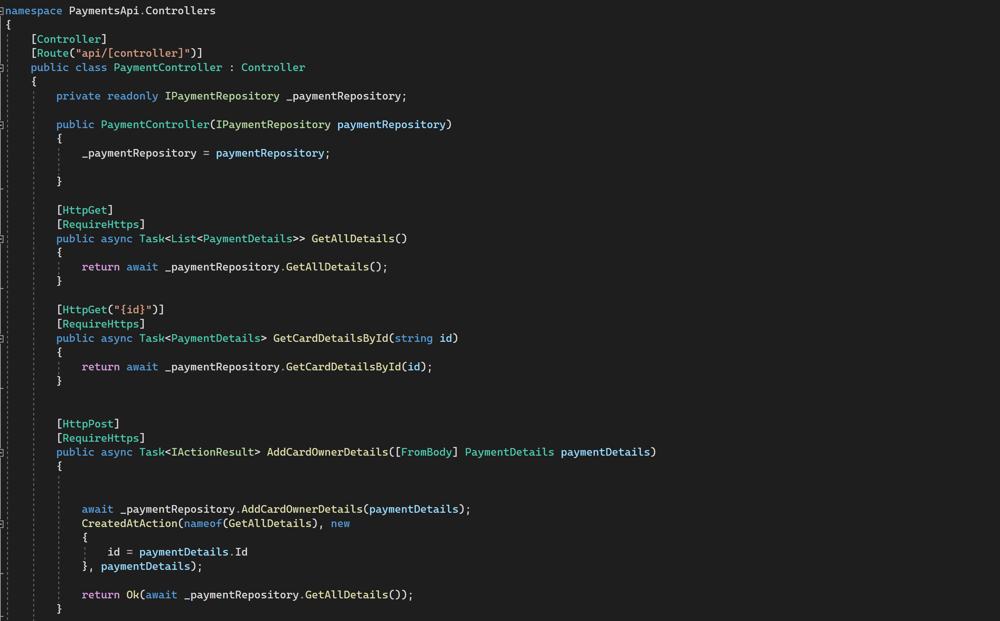 namespace PaymentsApi.Controllers
{
    [Controller]
    [Route("api/[controller]")]
    public class PaymentController : Controller
    {
        private readonly IPaymentRepository _paymentRepository;

        public PaymentController(IPaymentRepository paymentRepository)
        {
            _paymentRepository = paymentRepository;

        }

        [HttpGet]
        [RequireHttps]
        public async Task<List<PaymentDetails>> GetAllDetails()
        {
            return await _paymentRepository.GetAllDetails();
        }

        [HttpGet("{id}")]
        [RequireHttps]
        public async Task<PaymentDetails> GetCardDetailsById(string id)
        {
            return await _paymentRepository.GetCardDetailsById(id);
        }


        [HttpPost]
        [RequireHttps]
        public async Task<IActionResult> AddCardOwnerDetails([FromBody] PaymentDetails paymentDetails)
        {


            await _paymentRepository.AddCardOwnerDetails(paymentDetails);
            CreatedAtAction(nameof(GetAllDetails), new
            {
                id = paymentDetails.Id
            }, paymentDetails);

            return Ok(await _paymentRepository.GetAllDetails());
        }